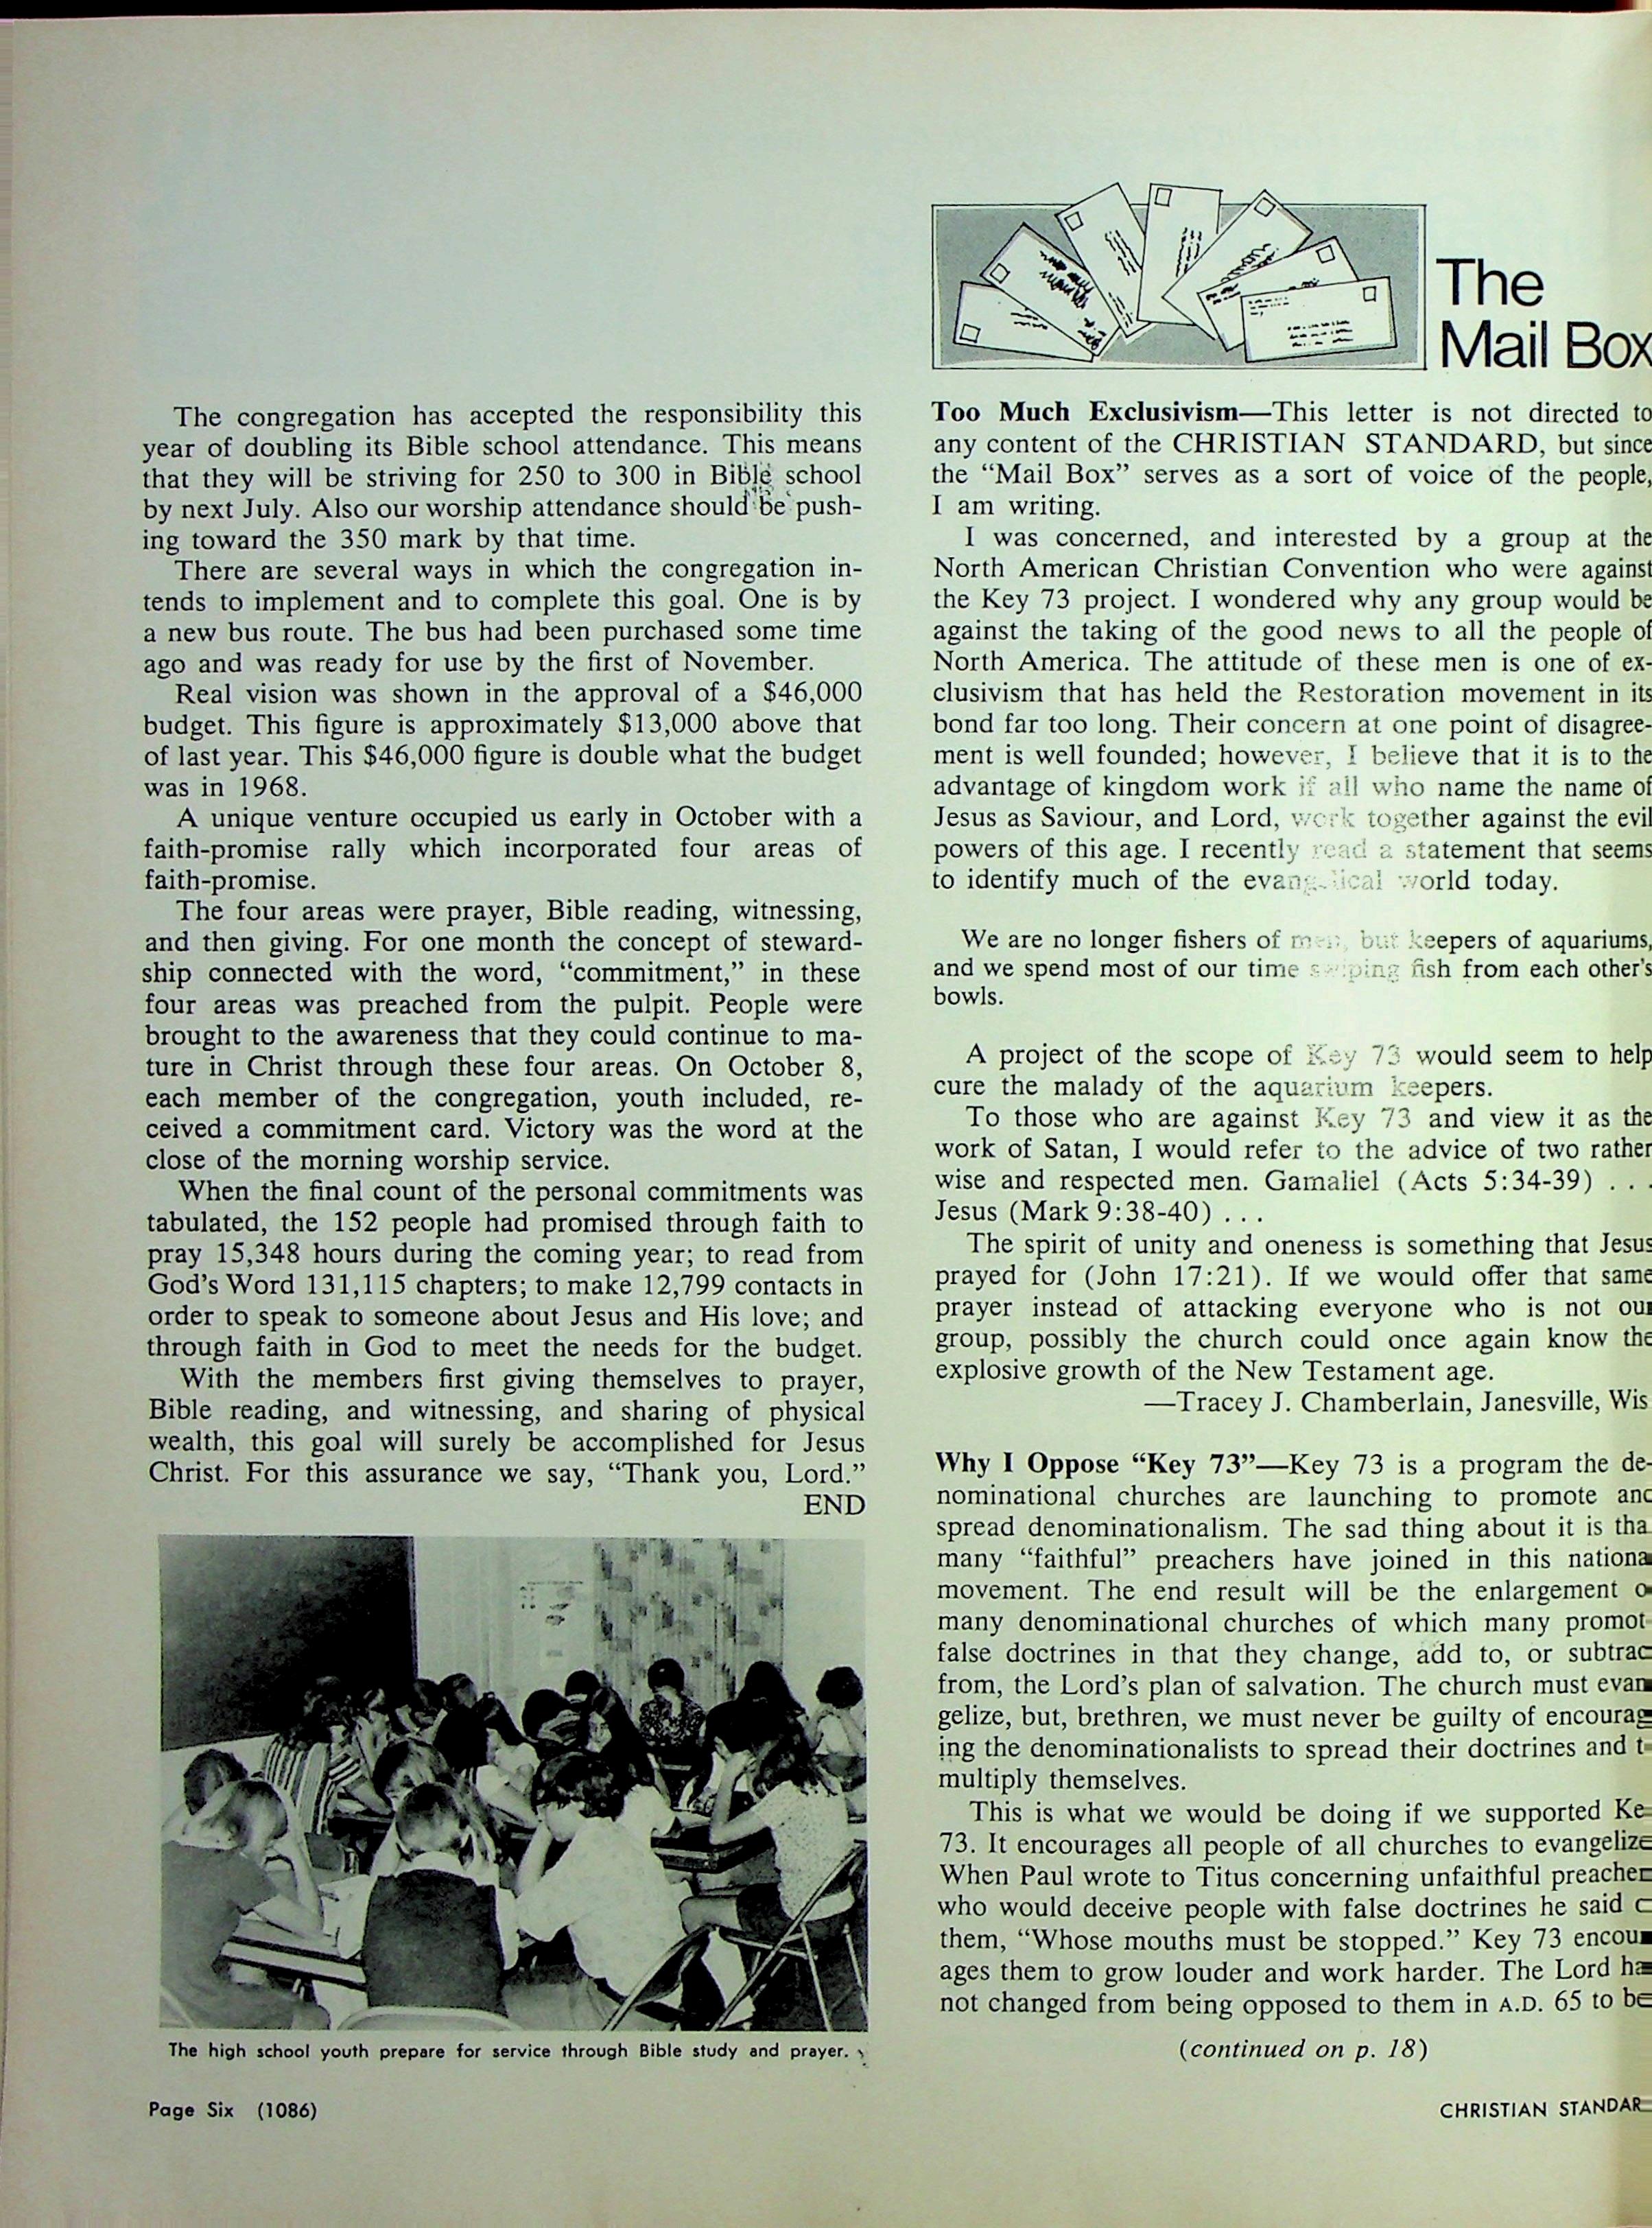 The congregation has accepted the responsibility this
year of doubling its Bible school attendance. This means
that they will be striving for 250 to 300 in Bible school
by next July. Also our worship attendance should be push-
ing toward the 350 mark by that time.
There are several ways in which the congregation in-
tends to implement and to complete this goal. One is by
a new bus route. The bus had been purchased some time
ago and was ready for use by the first of November.
Real vision was shown in the approval of a $46,000
budget. This figure is approximately $13,000 above that
of last year. This $46,000 figure is double what the budget
was in 1968.
A unique venture occupied us early in October with a
faith-promise rally which incorporated four areas of
faith-promise.
The four areas were prayer, Bible reading, witnessing,
and then giving. For one month the concept of steward-
ship connected with the word, “commitment,” in these
four areas was preached from the pulpit. People were
brought to the awareness that they could continue to ma-
ture in Christ through these four areas. On October 8,
each member of the congregation, youth included, re-
ceived a commitment card. Victory was the word at the
close of the morning worship service.
When the final count of the personal commitments was
tabulated, the 152 people had promised through faith to
pray 15,348 hours during the coming year; to read from
God’s Word 131,115 chapters; to make 12,799 contacts in
order to speak to someone about Jesus and His love; and
through faith in God to meet the needs for the budget.
With the members first giving themselves to prayer,
Bible reading, and witnessing, and sharing of physical
wealth, this goal will surely be accomplished for Jesus
Christ. For this assurance we say, “Thank you, Lord.”
END
The high school youth prepare for service through Bible study and prayer.
Page Six (1086)
The
Mail Box
Too Much Exclusivism—This letter is not directed to
any content of the CHRISTIAN STANDARD, but since
the “Mail Box” serves as a sort of voice of the people,
I am writing.
I was concerned, and interested by a group at the
North American Christian Convention who were against
the Key 73 project. I wondered why any group would be
against the taking of the good news to all the people of
North America. The attitude of these men is one of ex-
clusivism that has held the Restoration movement in its
bond far too long. Their concern at one point of disagree-
ment is well founded; however, I believe that it is to the
advantage of kingdom work if all who name the name of
Jesus as Saviour, and Lord, work together against the evil
powers of this age. I recently read a statement that seems
to identify much of the evangelical world today.
We are no longer fishers of men, but keepers of aquariums,
and we spend most of our time swiping fish from each other’s
bowls.
A project of the scope of Key 73 would seem to help
cure the malady of the aquarium keepers.
To those who are against Key 73 and view it as the
work of Satan, I would refer to the advice of two rather
wise and respected men. Gamaliel (Acts 5:34-39) . . .
Jesus (Mark 9:38-40) . . .
The spirit of unity and oneness is something that Jesus
prayed for (John 17:21). If we would offer that same
prayer instead of attacking everyone who is not our
group, possibly the church could once again know the
explosive growth of the New Testament age.
—Tracey J. Chamberlain, Janesville, Wis
Why I Oppose “Key 73”—Key 73 is a program the de-
nominational churches are launching to promote and
spread denominationalism. The sad thing about it is tha
many “faithful” preachers have joined in this nationa
movement. The end result will be the enlargement o
many denominational churches of which many promot
false doctrines in that they change, add to, or subtrac
from, the Lord’s plan of salvation. The church must evan
gelize, but, brethren, we must never be guilty of encourag
ing the denominationalists to spread their doctrines and t
multiply themselves.
This is what we would be doing if we supported Ke
73. It encourages all people of all churches to evangelize
When Paul wrote to Titus concerning unfaithful preacher
who would deceive people with false doctrines he said
them, “Whose mouths must be stopped.” Key 73 encou
ages them to grow louder and work harder. The Lord ha
not changed from being opposed to them in A.D. 65 to be
(continued on p. 18)
CHRISTIAN STANDAR